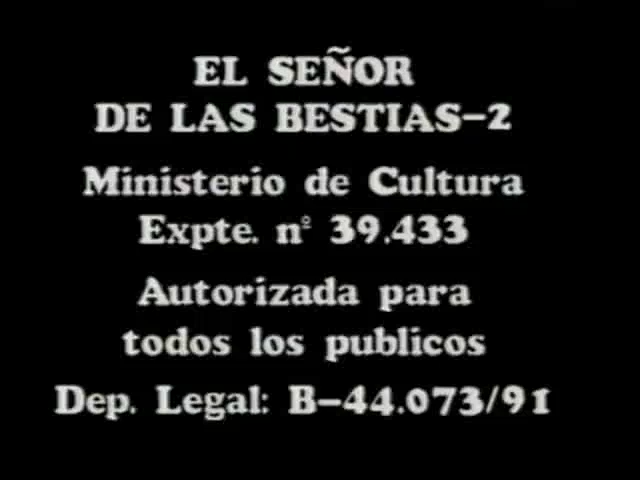 EL SEÑOR
DE LAS BESTIAS-2
Ministerio de Cultura
Expte. nº 39.433
Autorizada para
todos los publicos
Dep. Legal: B-44.073/91